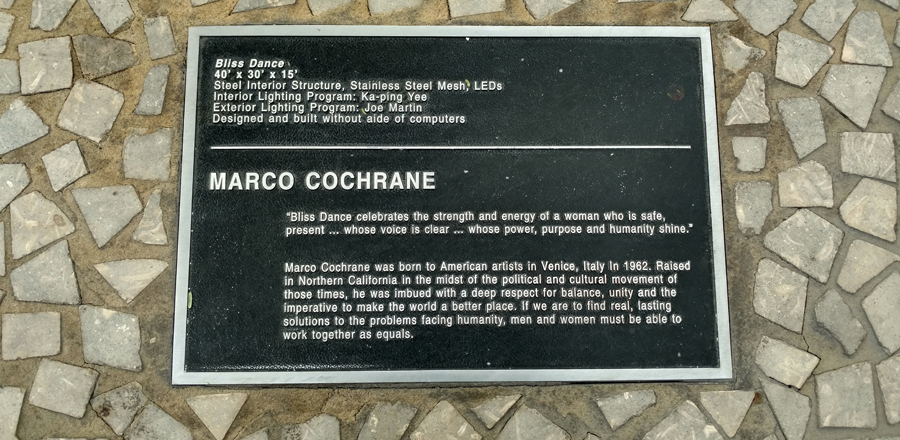 Bliss Dance
40' x 30' x 15'
Steel Interior Structure, Stainless Steel Mesh, LEDs
Interior Lighting Program: Ka-ping Yee
Exterior Lighting Program: Joe Martin
Designed and built without aide of computers
MARCO COCHRANE
"Bliss Dance celebrates the strength and energy of a woman who is safe,
present ... whose voice is clear ... whose power, purpose and humanity shine."
Marco Cochrane was born to American artists in Venice, Italy in 1962. Raised
in Northern California in the midst of the political and cultural movement of
those times, he was imbued with a deep respect for balance, unity and the
imperative to make the world a better place. If we are to find real, lasting
solutions to the problems facing humanity, men and women must be able to
work together as equals.